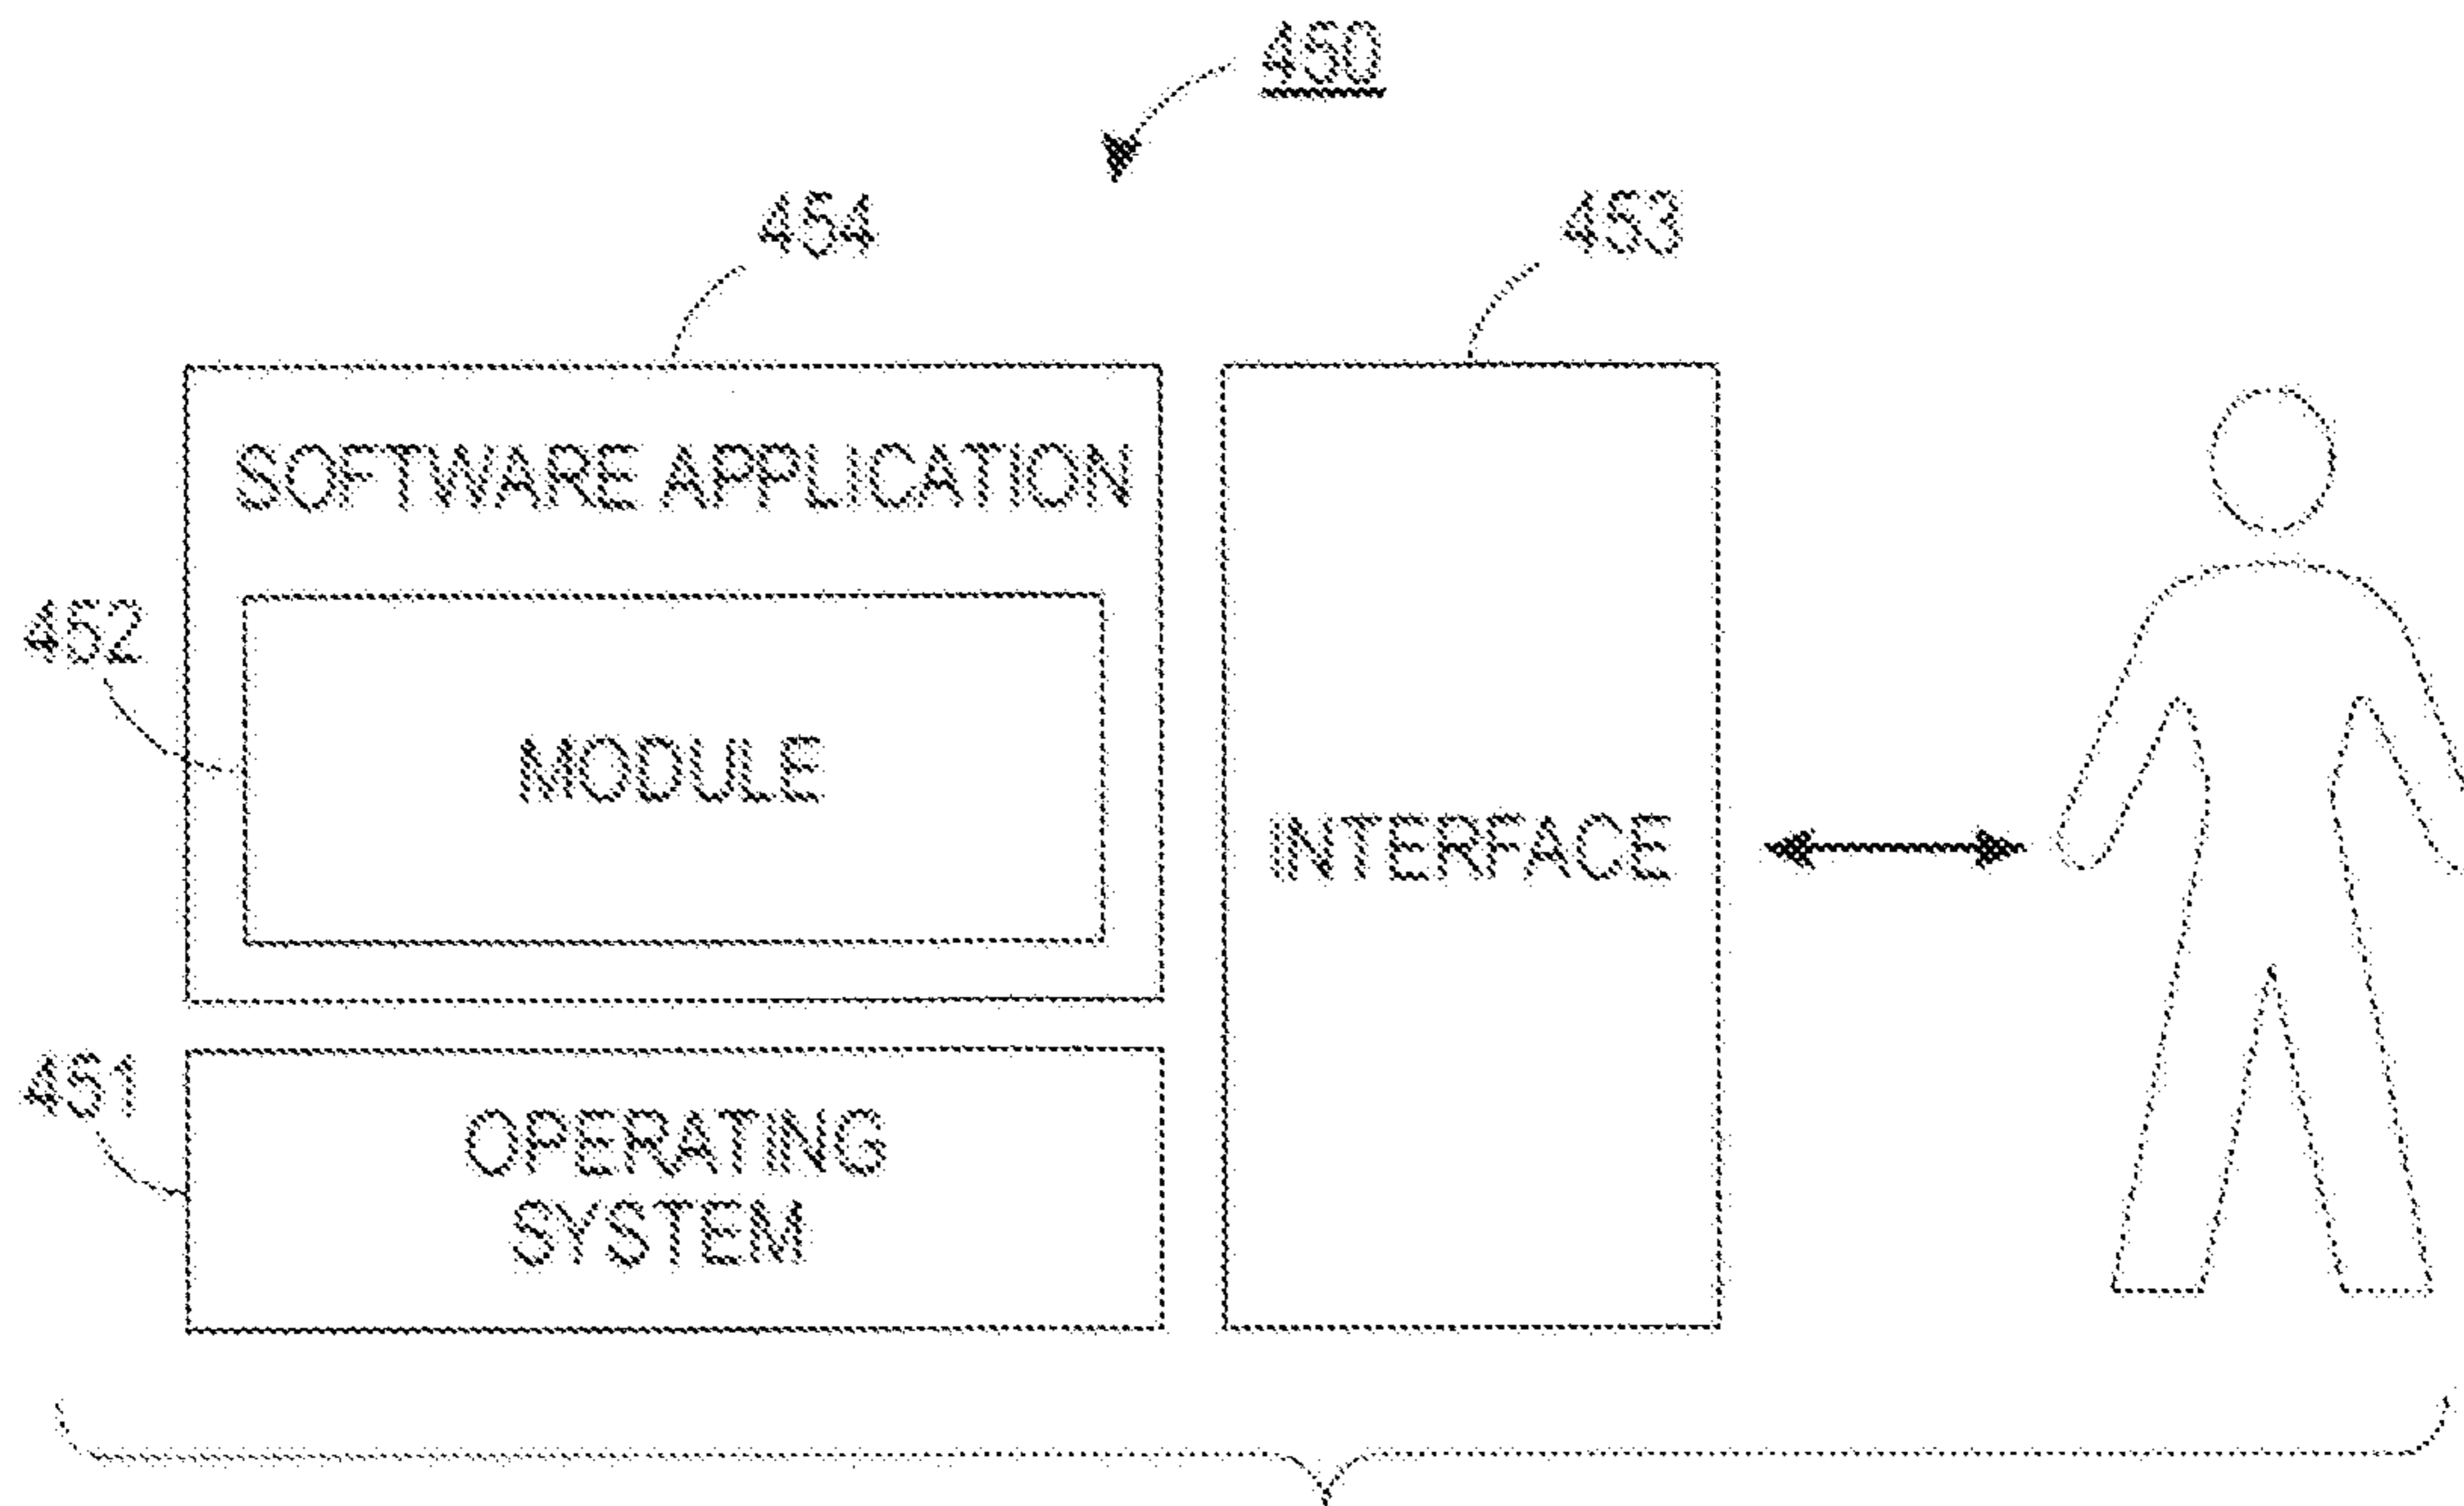 450
454
453
SOFTWARE APPLICATION
452
MODULE
INTERFACE
451
OPERATING
SYSTEM